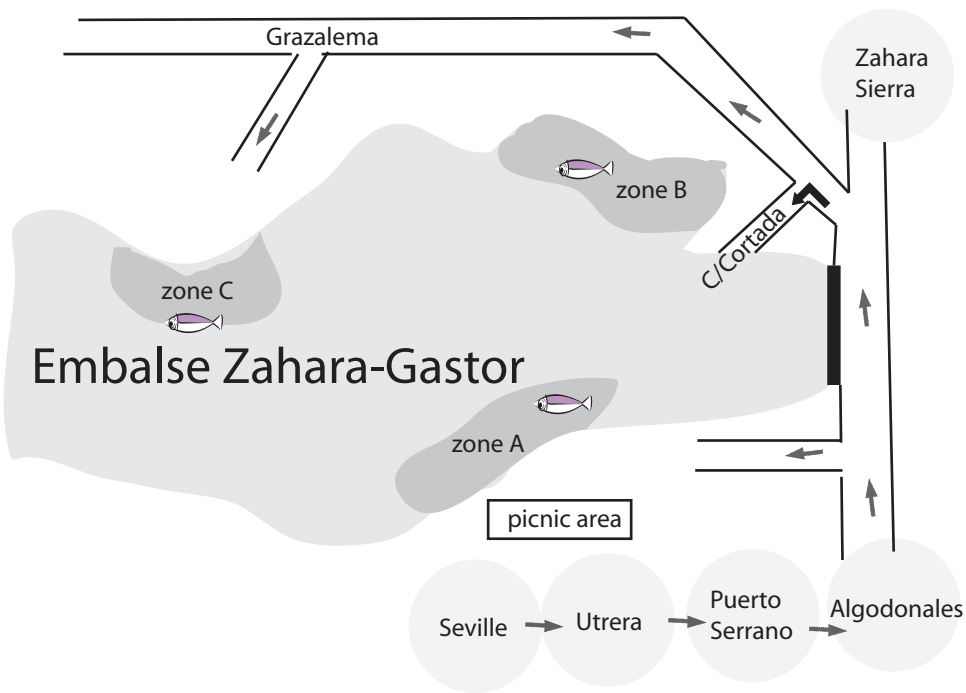 Grazalema
Zahara
Sierra
zone B
C/Cortada
zone C
Embalse Zahara-Gastor
zone A
picnic area
Seville
Utrera
Puerto
Serrano
Algodonales